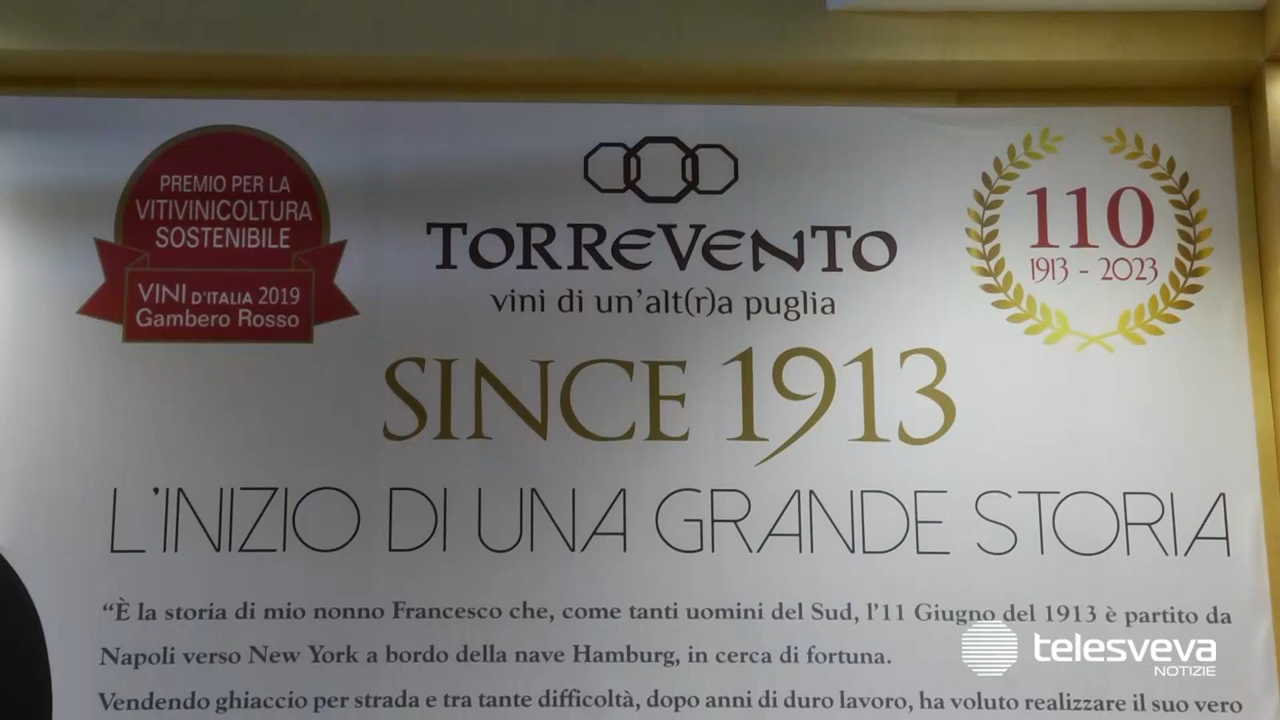 PREMIO PER LA
VITIVINICOLTURA
SOSTENIBILE
VINI D'ITALIA 2019
Gambero Rosso
TORREVENTO
vini di un'alt(r)a puglia
110
1913 - 2023
SINCE 1913
L'INIZIO DI UNA GRANDE STORIA
“È la storia di mio nonno Francesco che, come tanti uomini del Sud, l'11 Giugno del 1913 è partito da
Napoli verso New York a bordo della nave Hamburg, in cerca di fortuna.
Vendendo ghiaccio per strada e tra tante difficoltà, dopo anni di duro lavoro, ha voluto realizzare il suo vero
telesveva
NOTIZIE